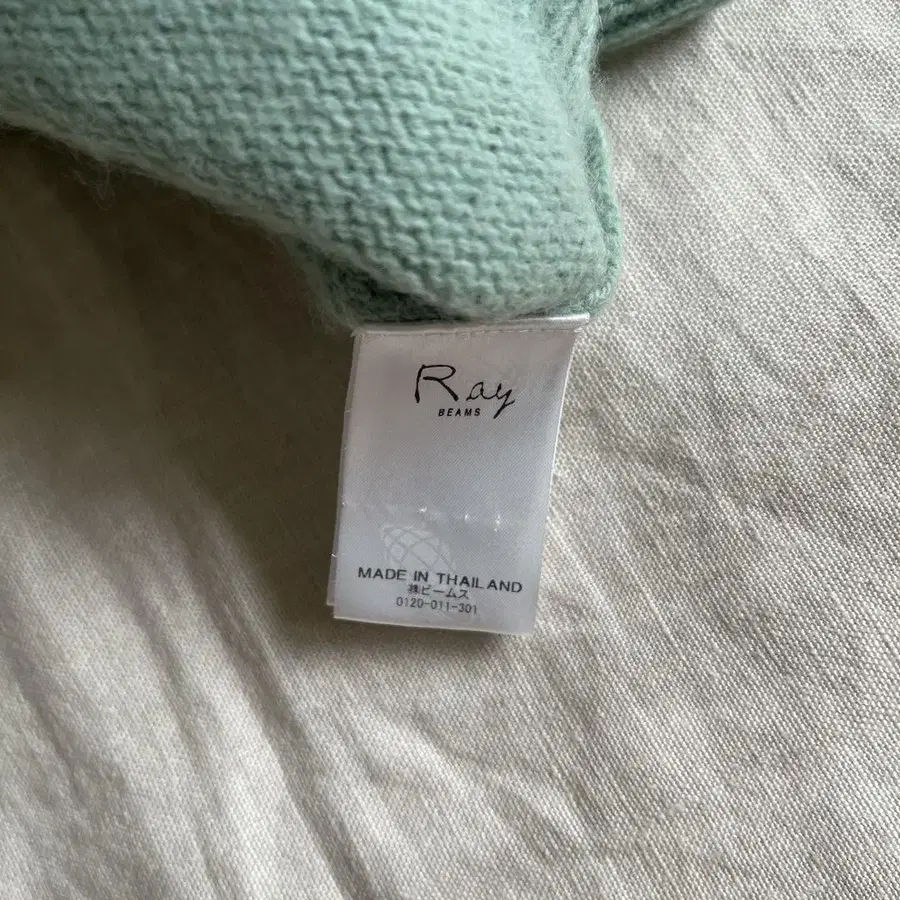 Ray
BEAMS
MADE IN THAILAND
㈱ビームス
0120-011-301